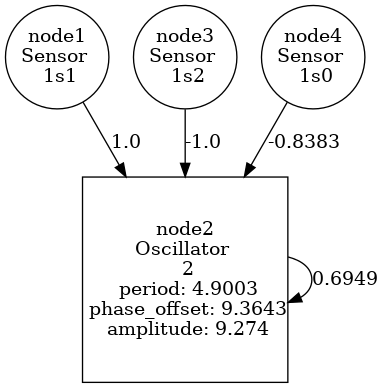 node1
Sensor
1s1
node3
Sensor
1s2
node4
Sensor
1s0
1.0
-1.0
-0.8383
node2
Oscillator
2
period: 4.9003
phase_offset: 9.3643
amplitude: 9.274
0.6949